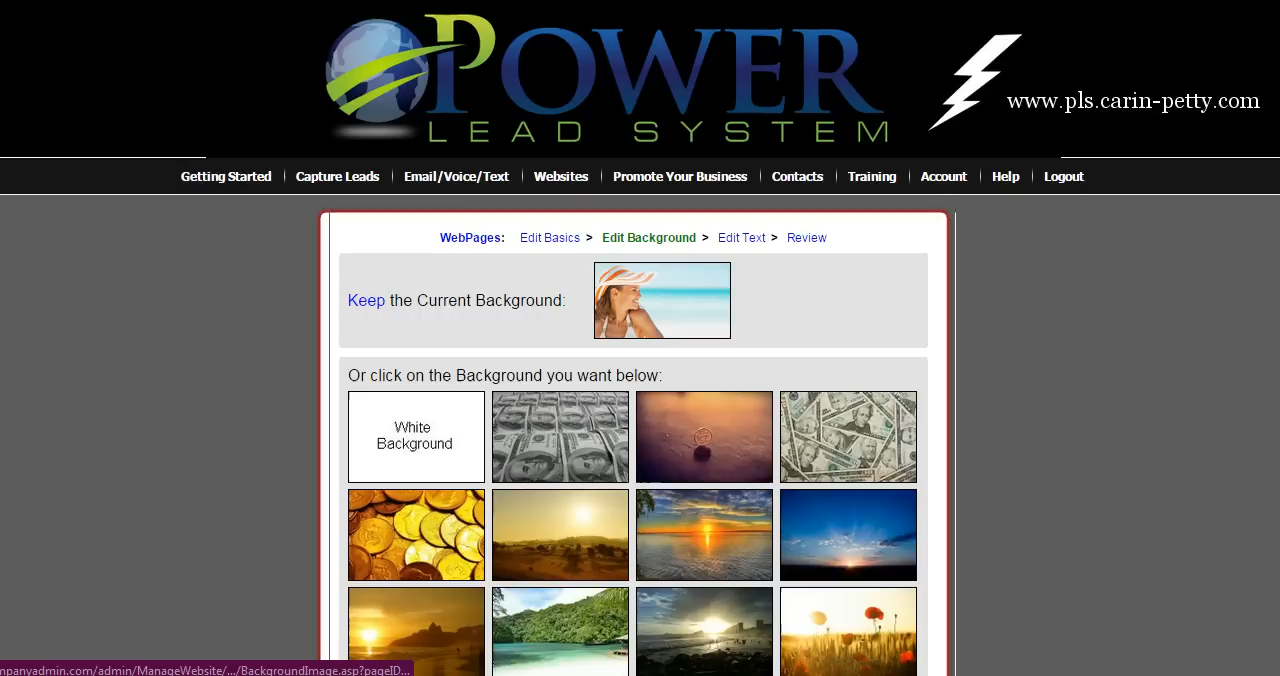 POWER
LEAD SYSTEM
www.pls.carin-petty.com
Getting Started Capture Leads Email/Voice/Text Websites Promote Your Business Contacts Training Account Help Logout
WebPages: Edit Basics > Edit Background > Edit Text > Review
Keep the Current Background:
Or click on the Background you want below:
White
Background
mpanyadmin.com/admin/ManageWebsite/.../BackgroundImage.asp?pageID...